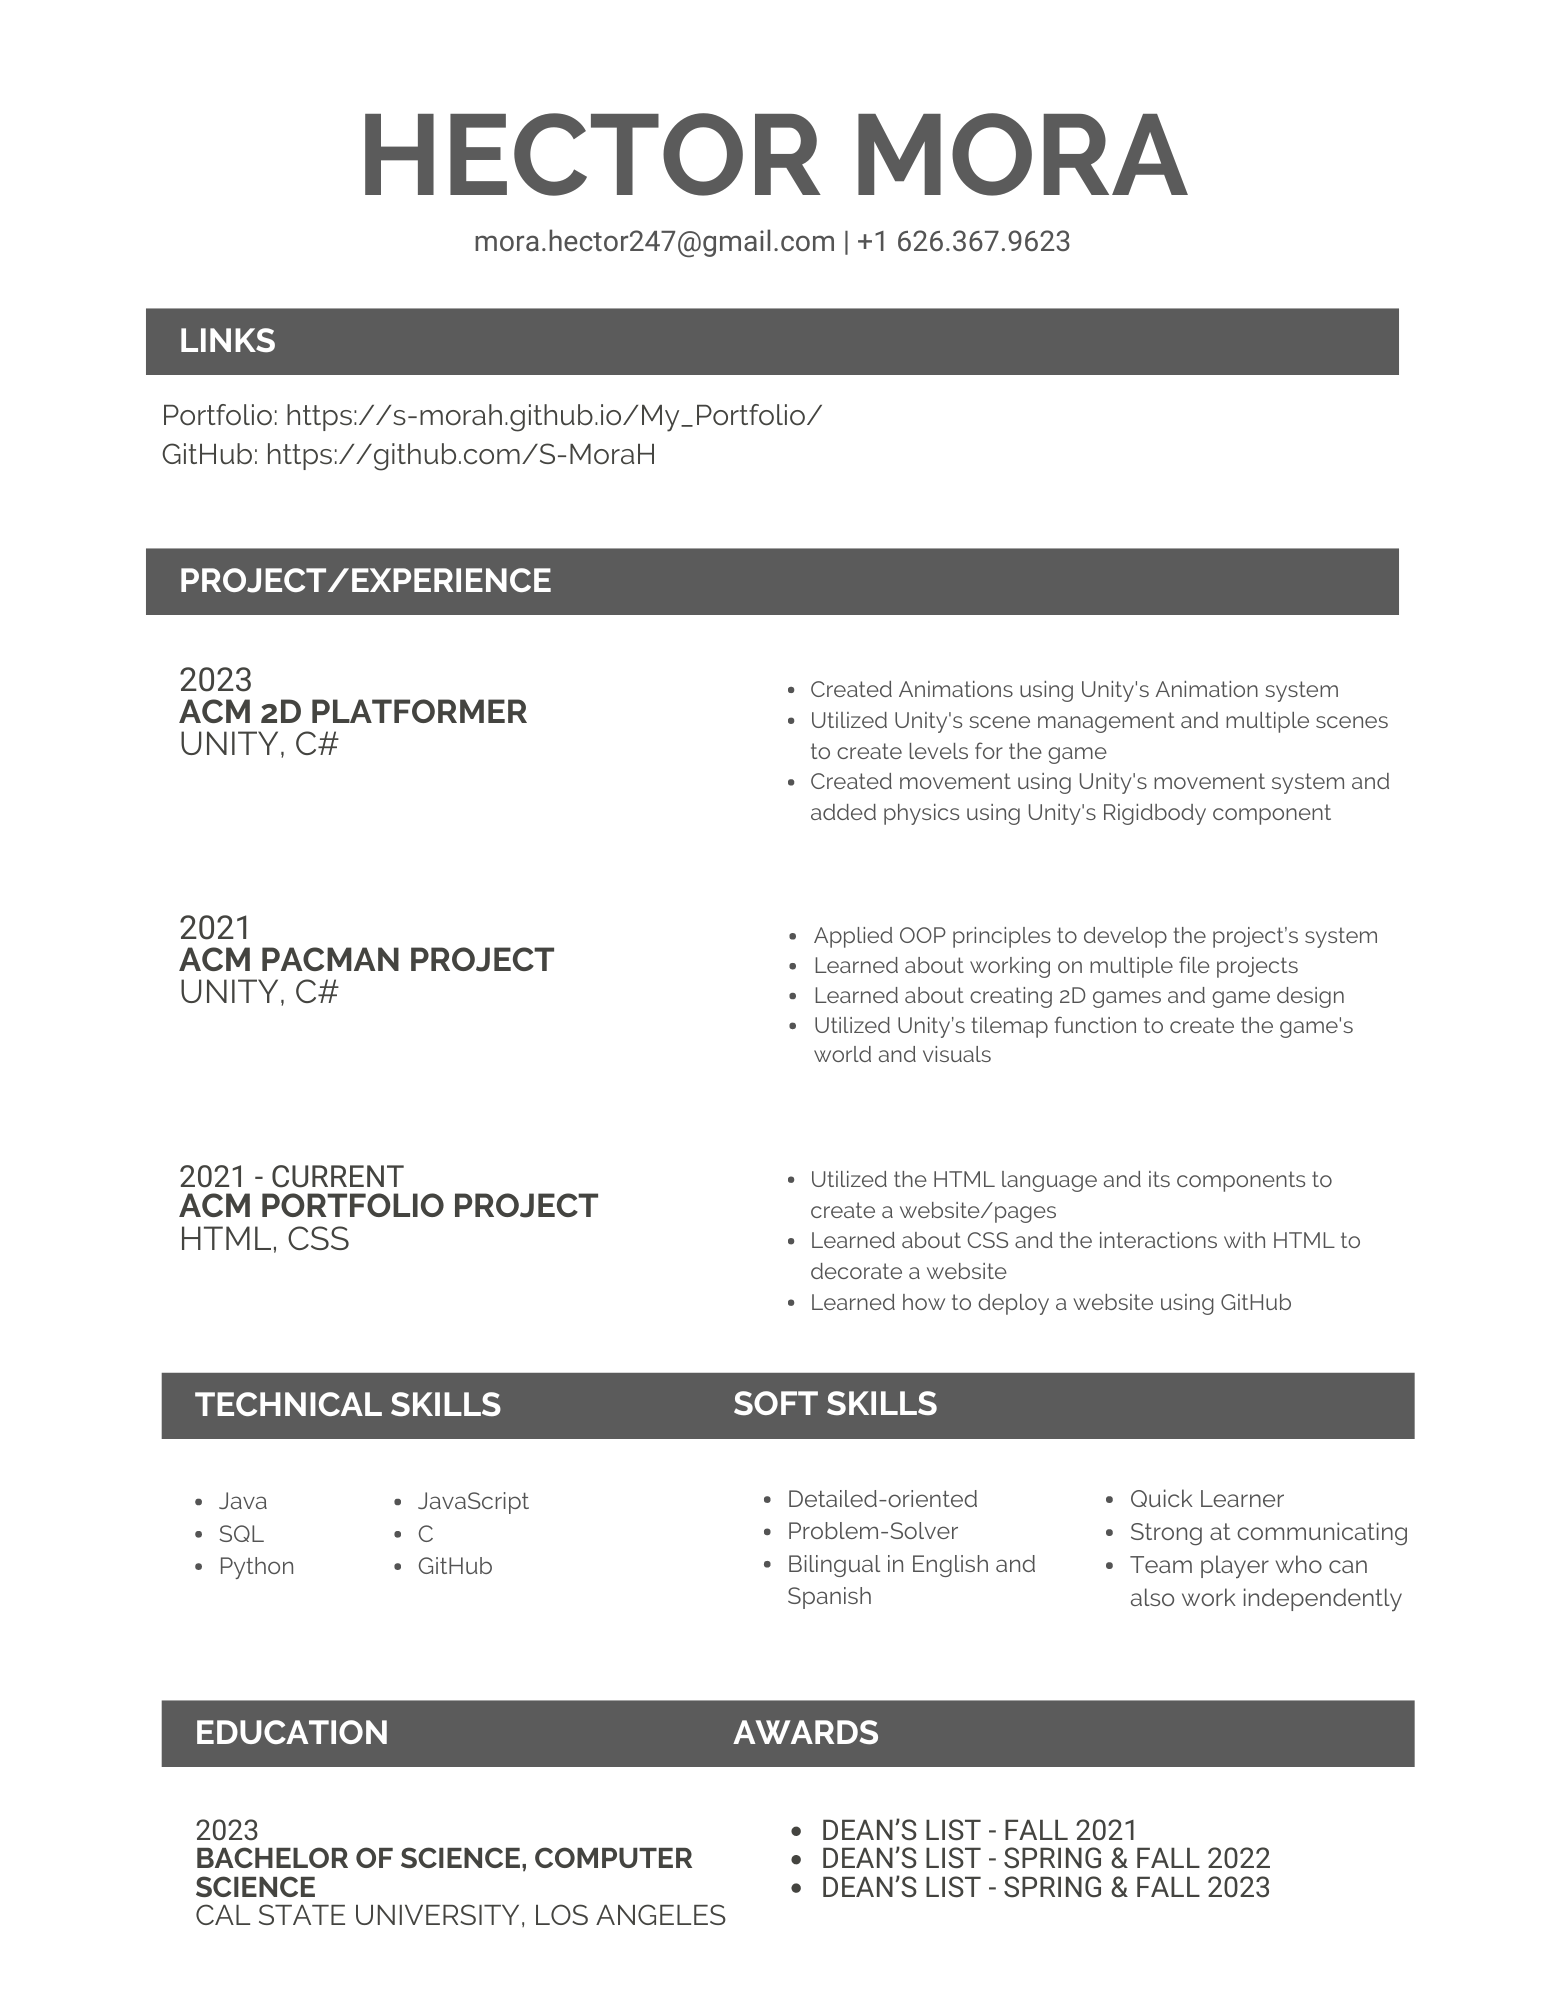 HECTOR MORA
mora.hector247@gmail.com | +1 626.367.9623
LINKS
Portfolio: https://s-morah.github.io/My_Portfolio/
GitHub: https://github.com/S-MoraH
PROJECT/EXPERIENCE
2023
ACM 2D PLATFORMER
UNITY, C#
• Created Animations using Unity's Animation system
• Utilized Unity's scene management and multiple scenes
to create levels for the game
• Created movement using Unity's movement system and
added physics using Unity's Rigidbody component
2021
ACM PACMAN PROJECT
UNITY, C#
• Applied OOP principles to develop the project's system
• Learned about working on multiple file projects
• Learned about creating 2D games and game design
• Utilized Unity's tilemap function to create the game's
world and visuals
2021 - CURRENT
ACM PORTFOLIO PROJECT
HTML, CSS
• Utilized the HTML language and its components to
create a website/pages
• Learned about CSS and the interactions with HTML to
decorate a website
• Learned how to deploy a website using GitHub
TECHNICAL SKILLS
• Java
• SQL
• Python
• JavaScript
• C
• GitHub
SOFT SKILLS
• Detailed-oriented
• Problem-Solver
• Bilingual in English and
Spanish
• Quick Learner
• Strong at communicating
• Team player who can
also work independently
EDUCATION
2023
BACHELOR OF SCIENCE, COMPUTER
SCIENCE
CAL STATE UNIVERSITY, LOS ANGELES
AWARDS
• DEAN'S LIST - FALL 2021
• DEAN'S LIST - SPRING & FALL 2022
• DEAN'S LIST - SPRING & FALL 2023